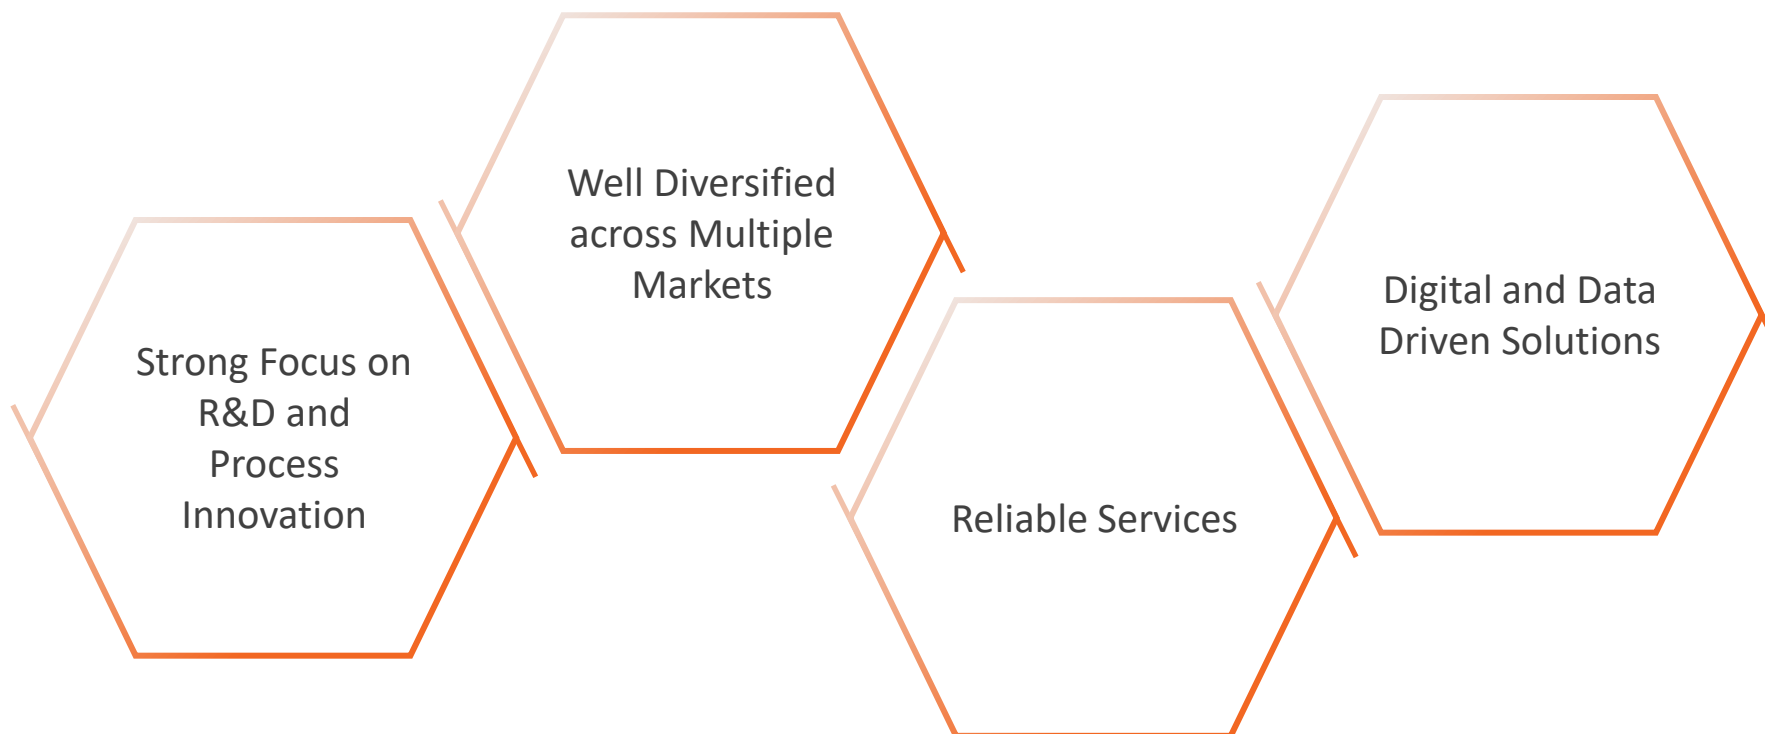 Strong Focus on
R&D and
Process
Innovation
Well Diversified
across Multiple
Markets
Reliable Services
Digital and Data
Driven Solutions